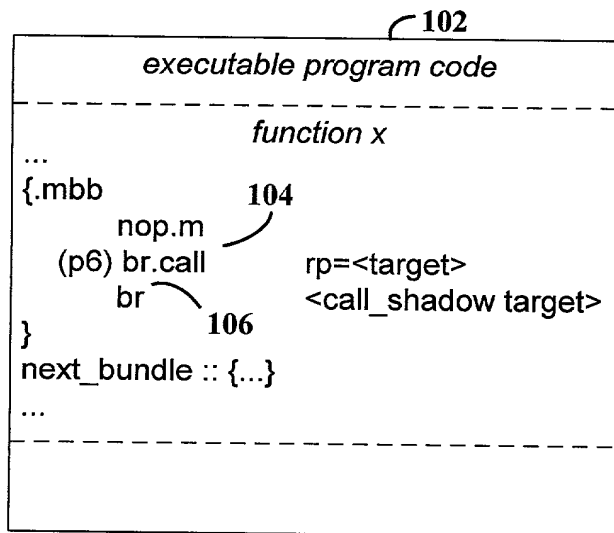 102
executable program code
function x
...
{.mbb
104
nop.m
(p6) br.call rp=<target>
br <call_shadow target>
106
}
next_bundle :: {...}
...